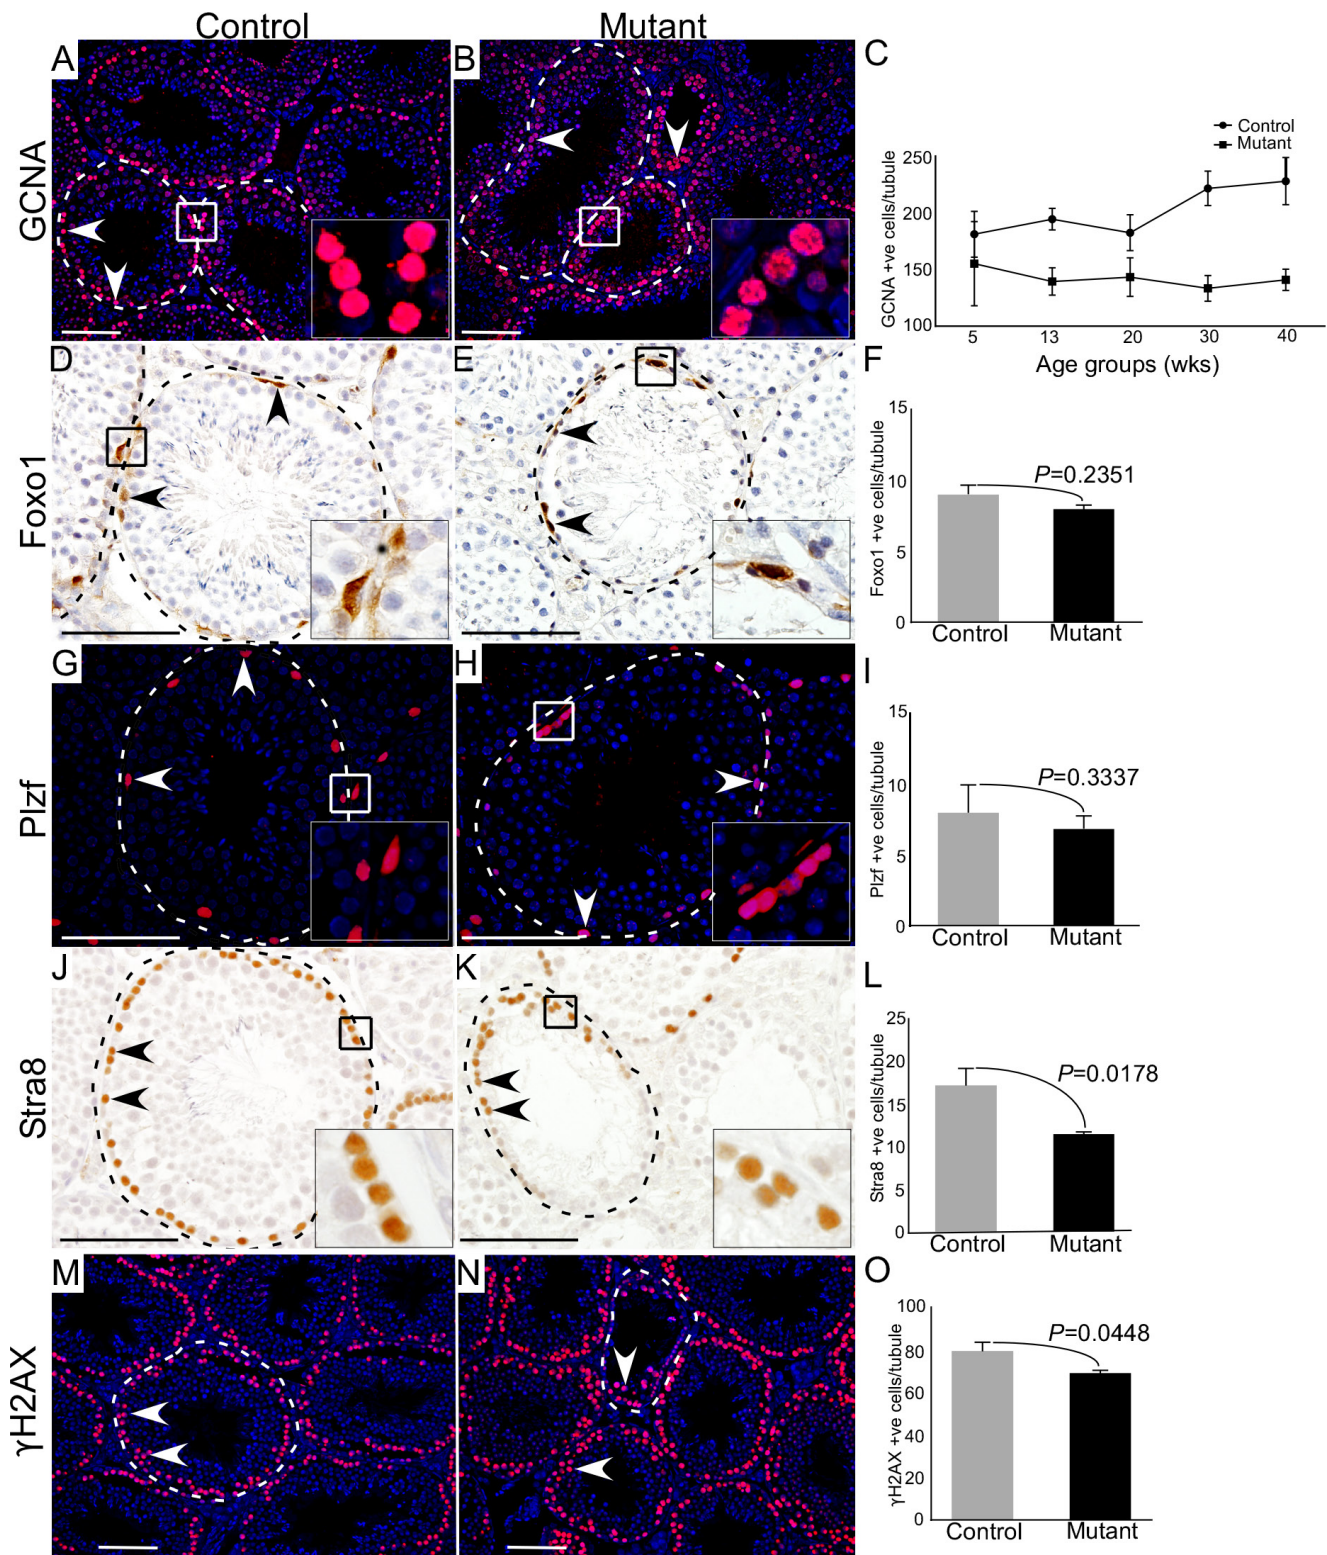 Control
Mutant
A
B
C
GCNA
Control
Mutant
GCNA +ve cells/tubule
250
200
150
100
5
13
20
30
40
Age groups (wks)
D
E
F
Foxo1
Foxo1 +ve cells/tubule
15
10
5
0
P=0.2351
Control
Mutant
G
H
I
Plzf
Plzf +ve cells/tubule
15
10
5
0
P=0.3337
Control
Mutant
J
K
L
Stra8
Stra8 +ve cells/tubule
25
20
15
10
5
0
P=0.0178
Control
Mutant
M
N
O
γH2AX
γH2AX +ve cells/tubule
100
80
60
40
20
0
P=0.0448
Control
Mutant